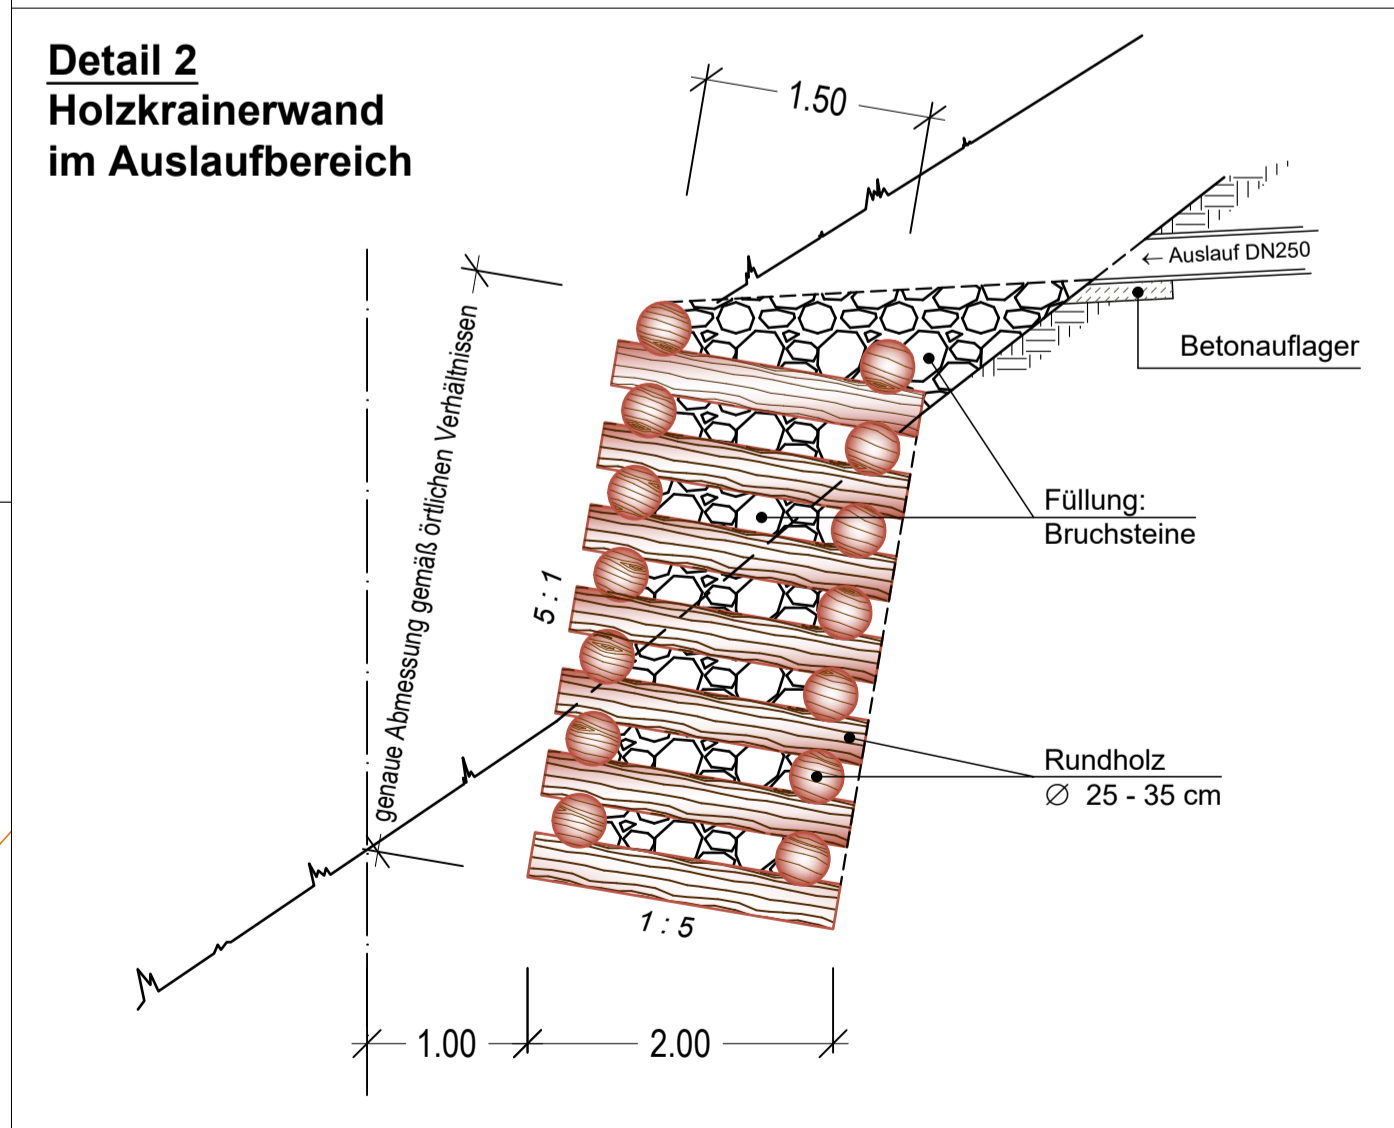 Detail 2
Holzkrainerwand
im Auslaufbereich
1.50
← Auslauf DN250
Betonauflager
genaue Abmessung gemäß örtlichen Verhältnissen
Füllung:
Bruchsteine
5 : 1
Rundholz
∅ 25 - 35 cm
1 : 5
1.00
2.00